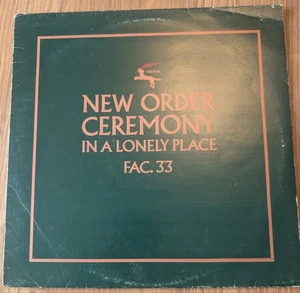 NEW ORDER
CEREMONY
IN A LONELY PLACE
FAC. 33